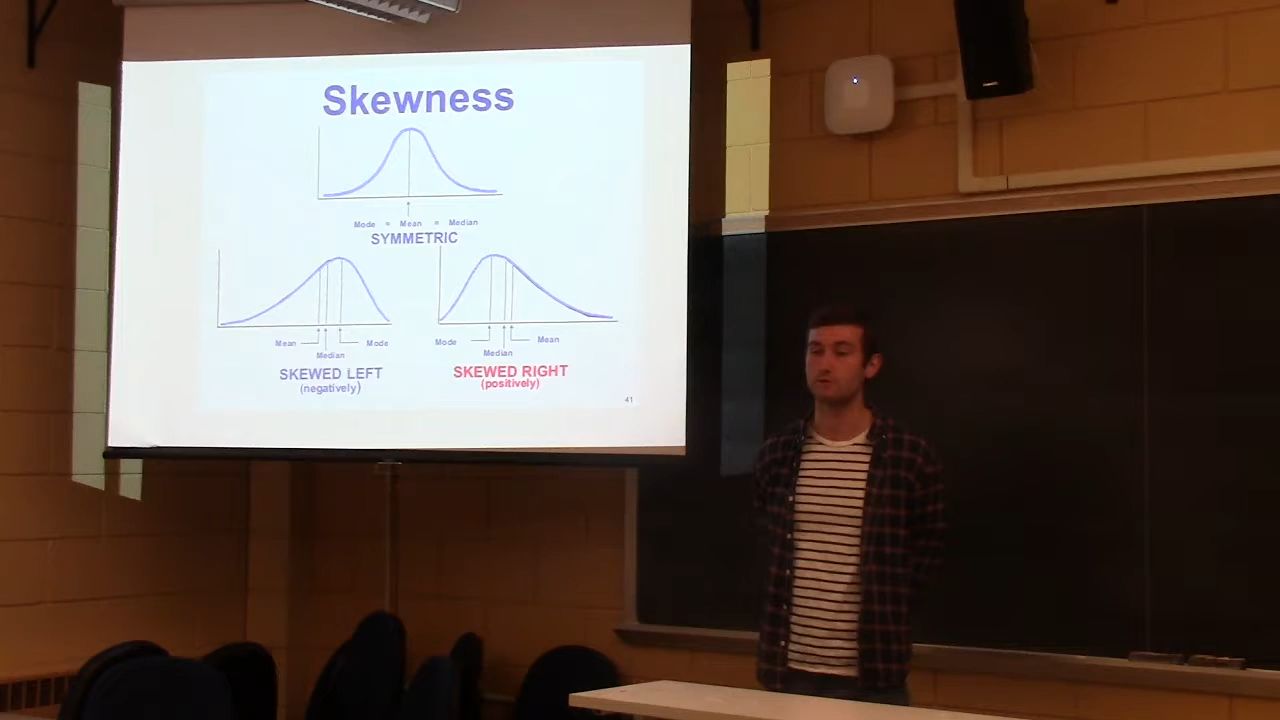 Skewness
Mode = Mean = Median
SYMMETRIC
Mean Mode
Median
SKEWED LEFT
(negatively)
Mode Mean
Median
SKEWED RIGHT
(positively)
41